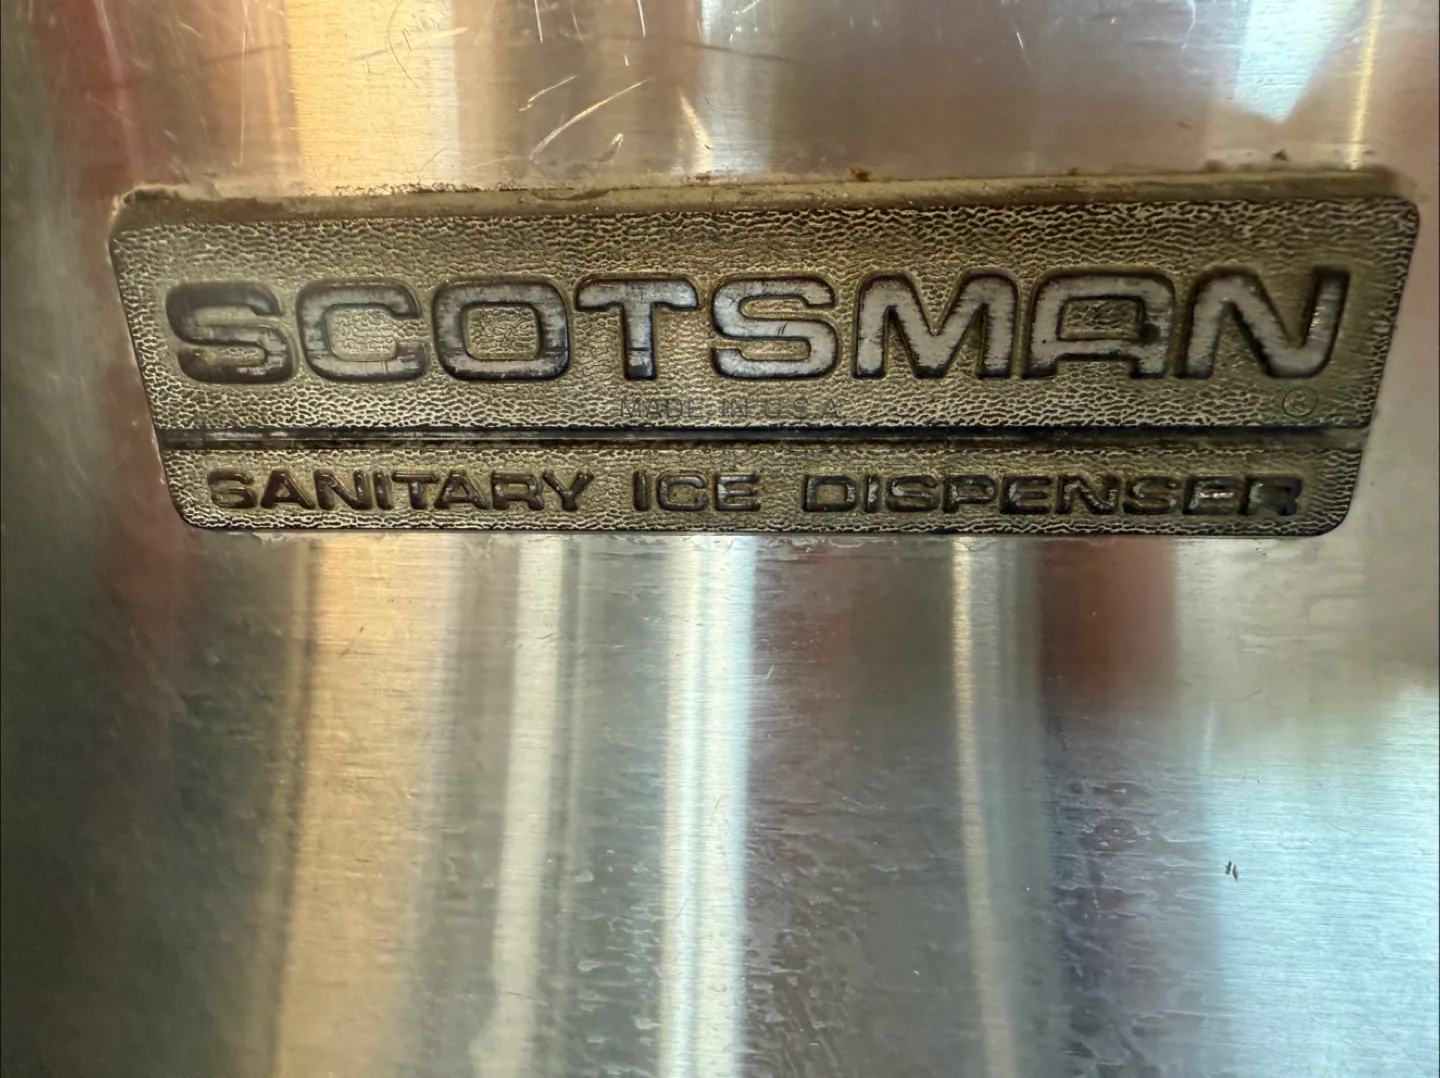 SCOTSMAN
MADE IN U.S.A.
®
SANITARY ICE DISPENSER